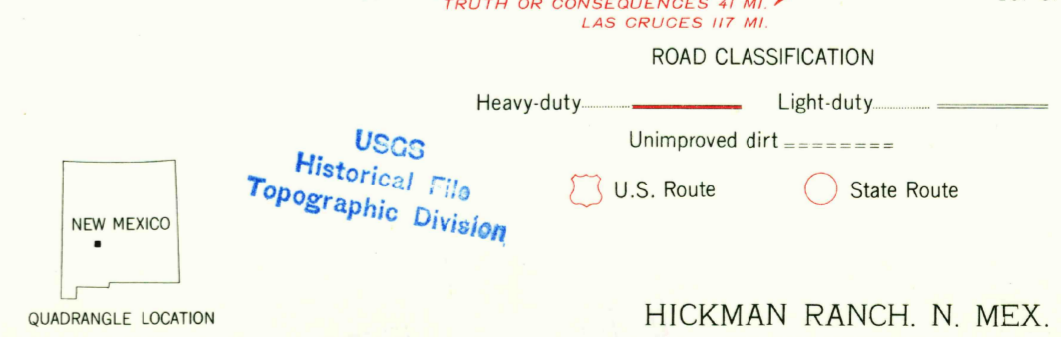 TRUTH OR CONSEQUENCES 41 MI.
LAS CRUCES 117 MI.
ROAD CLASSIFICATION
Heavy-duty Light-duty
Unimproved dirt
U.S. Route State Route
USGS
Historical File
Topographic Division
NEW MEXICO
QUADRANGLE LOCATION
HICKMAN RANCH. N. MEX.